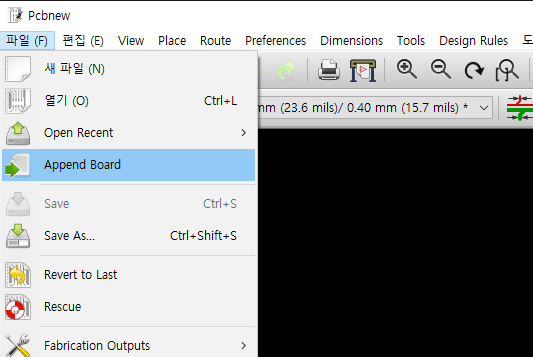 Pcbnew
파일 (F) 편집 (E) View Place Route Preferences Dimensions Tools Design Rules 도
새 파일 (N)
열기 (O) Ctrl+L
mm (23.6 mils)/ 0.40 mm (15.7 mils) *
Open Recent
Append Board
Save Ctrl+S
Save As... Ctrl+Shift+S
Revert to Last
Rescue
Fabrication Outputs